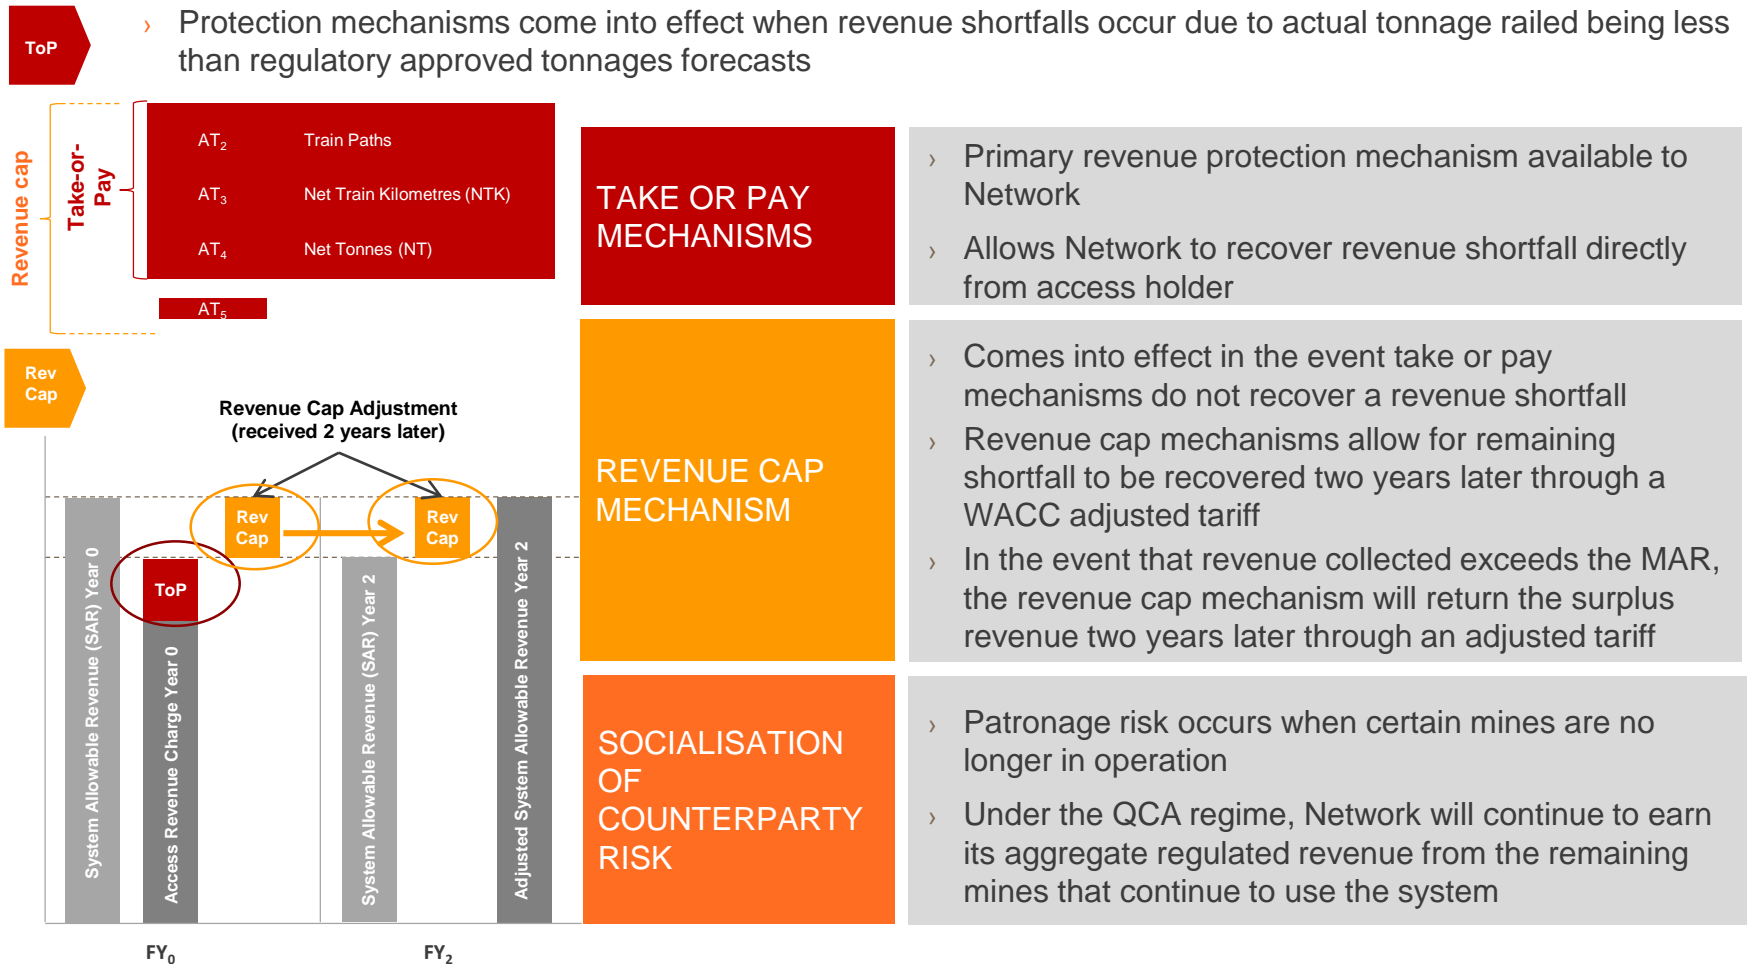 ToP
› Protection mechanisms come into effect when revenue shortfalls occur due to actual tonnage railed being less
than regulatory approved tonnages forecasts
Revenue cap
Take-or-
Pay
AT2 Train Paths
AT3 Net Train Kilometres (NTK)
AT4 Net Tonnes (NT)
AT5
TAKE OR PAY
MECHANISMS
› Primary revenue protection mechanism available to
Network
› Allows Network to recover revenue shortfall directly
from access holder
Rev
Cap
Revenue Cap Adjustment
(received 2 years later)
System Allowable Revenue (SAR) Year 0
ToP
Access Revenue Charge Year 0
Rev
Cap
System Allowable Revenue (SAR) Year 2
Rev
Cap
Adjusted System Allowable Revenue Year 2
FY0
FY2
REVENUE CAP
MECHANISM
› Comes into effect in the event take or pay
mechanisms do not recover a revenue shortfall
› Revenue cap mechanisms allow for remaining
shortfall to be recovered two years later through a
WACC adjusted tariff
› In the event that revenue collected exceeds the MAR,
the revenue cap mechanism will return the surplus
revenue two years later through an adjusted tariff
SOCIALISATION
OF
COUNTERPARTY
RISK
› Patronage risk occurs when certain mines are no
longer in operation
› Under the QCA regime, Network will continue to earn
its aggregate regulated revenue from the remaining
mines that continue to use the system